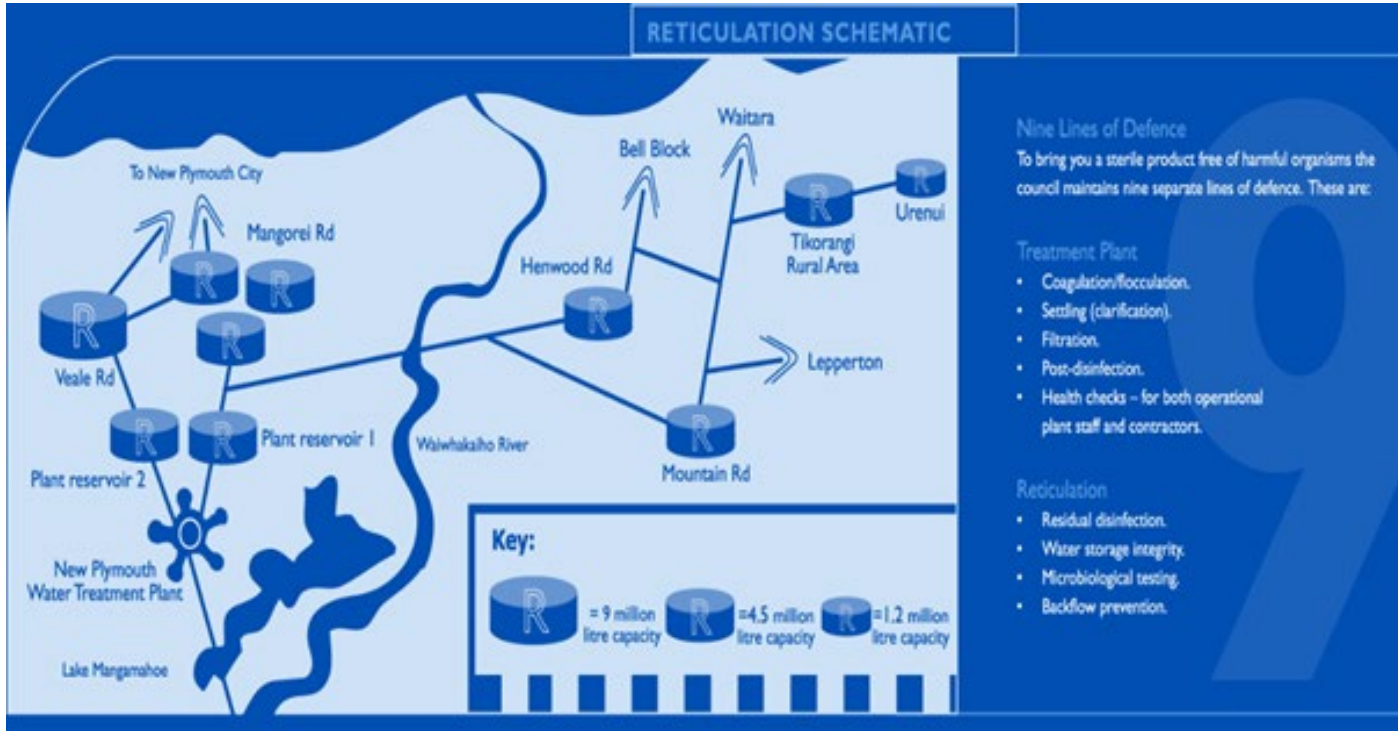 RETICULATION SCHEMATIC
Waitara
Bell Block
To New Plymouth City
Mangorei Rd
Henwood Rd
Tikorangi
Rural Area
Urenui
R
R
R
R
R
R
R
Veale Rd
Lepperton
R
R
R
Plant reservoir 1
Waiwhakaiho River
Mountain Rd
Plant reservoir 2
New Plymouth
Water Treatment Plant
Lake Mangamahoe
Key:
R
= 9 million
litre capacity
R
=4.5 million
litre capacity
R
=1.2 million
litre capacity
9
Nine Lines of Defence
To bring you a sterile product free of harmful organisms the
council maintains nine separate lines of defence. These are:
Treatment Plant
• Coagulation/flocculation.
• Settling (clarification).
• Filtration.
• Post-disinfection.
• Health checks – for both operational
plant staff and contractors.
Reticulation
• Residual disinfection.
• Water storage integrity.
• Microbiological testing.
• Backflow prevention.